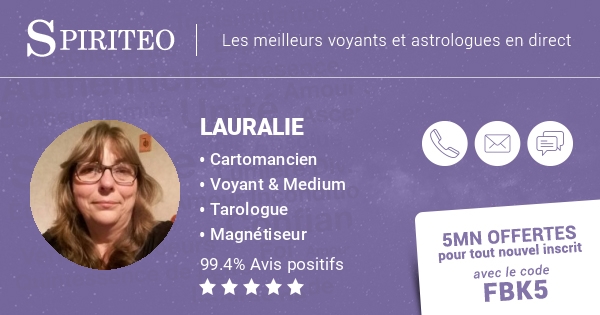 SPIRITEO
Les meilleurs voyants et astrologues en direct
LAURALIE
• Cartomancien
• Voyant & Medium
• Tarologue
• Magnétiseur
99.4% Avis positifs
5MN OFFERTES
pour tout nouvel inscrit
avec le code
FBK5